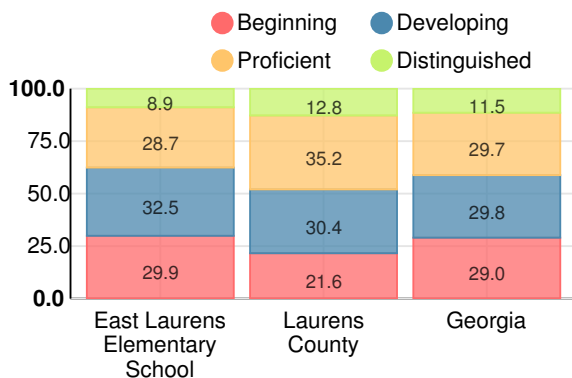 Beginning
Developing
Proficient
Distinguished
100.0
75.0
50.0
25.0
0.0
8.9
28.7
32.5
29.9
12.8
35.2
30.4
21.6
11.5
29.7
29.8
29.0
East Laurens
Elementary
School
Laurens
County
Georgia